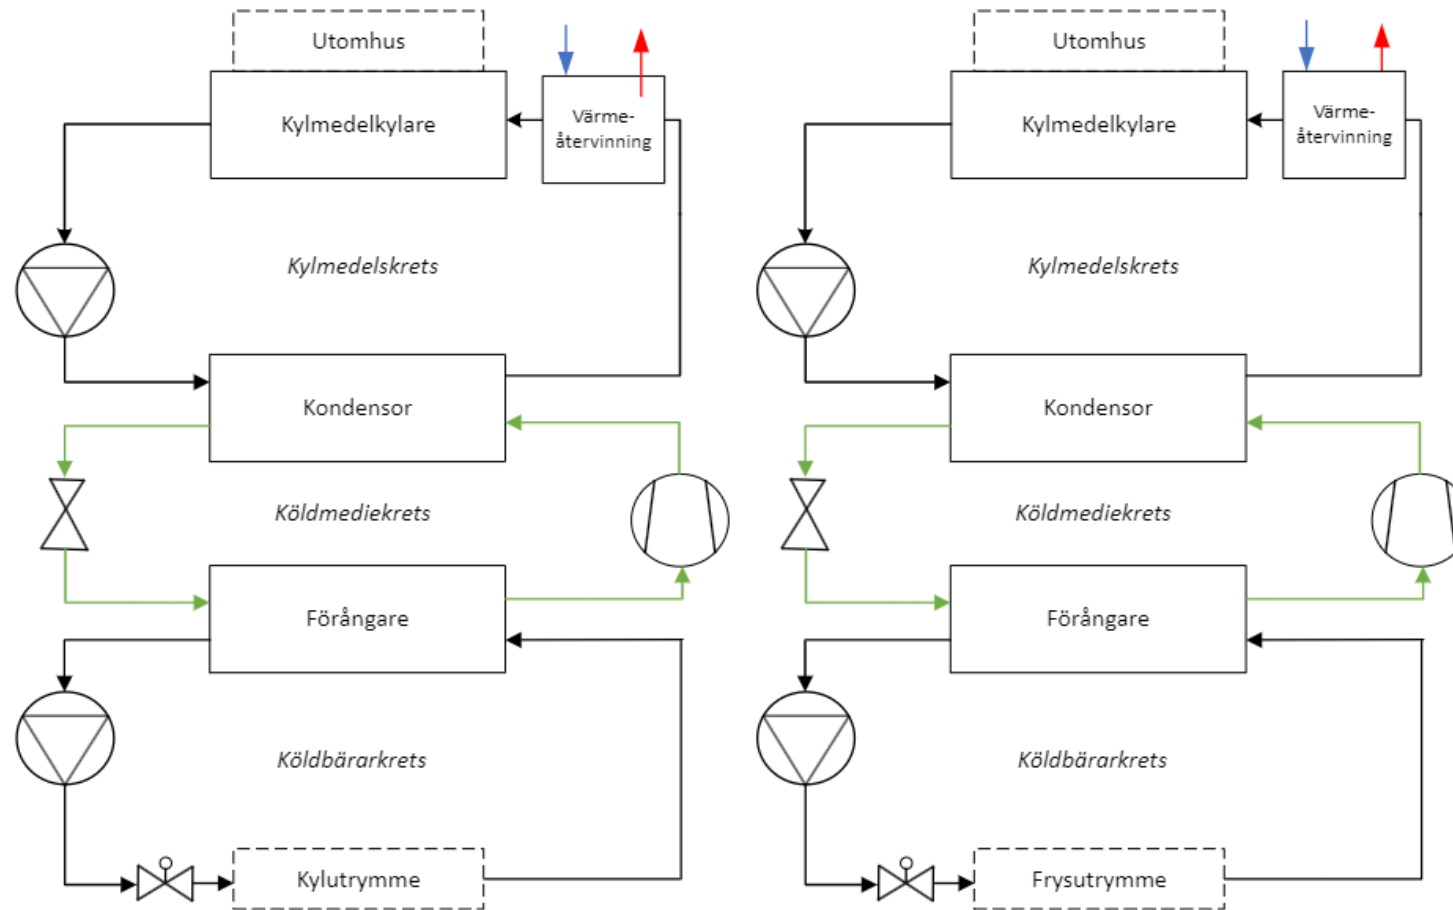 Utomhus
Kylmedelkylare
Värme-
återvinning
Kylmedelskrets
Kondensor
Köldmediekrets
Förångare
Köldbärarkrets
Kylutrymme
Utomhus
Kylmedelkylare
Värme-
återvinning
Kylmedelskrets
Kondensor
Köldmediekrets
Förångare
Köldbärarkrets
Frysutrymme